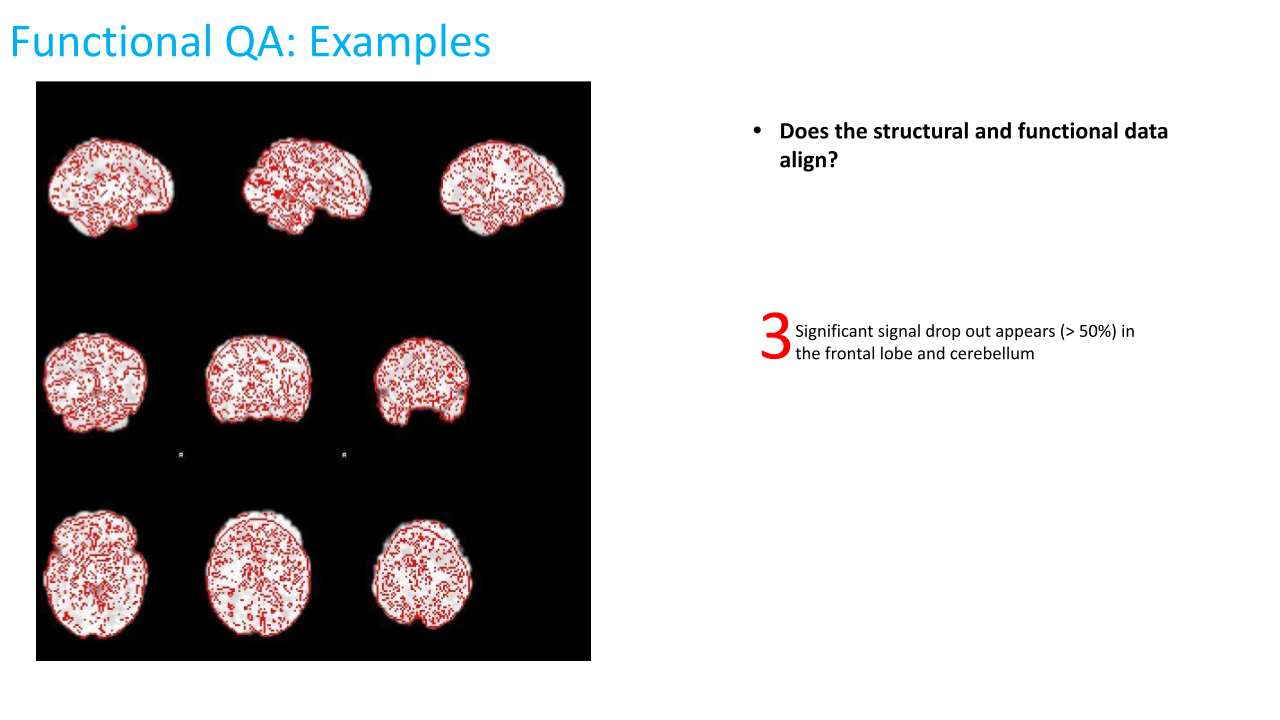 Functional QA: Examples
• Does the structural and functional data
align?
3 Significant signal drop out appears (> 50%) in
the frontal lobe and cerebellum